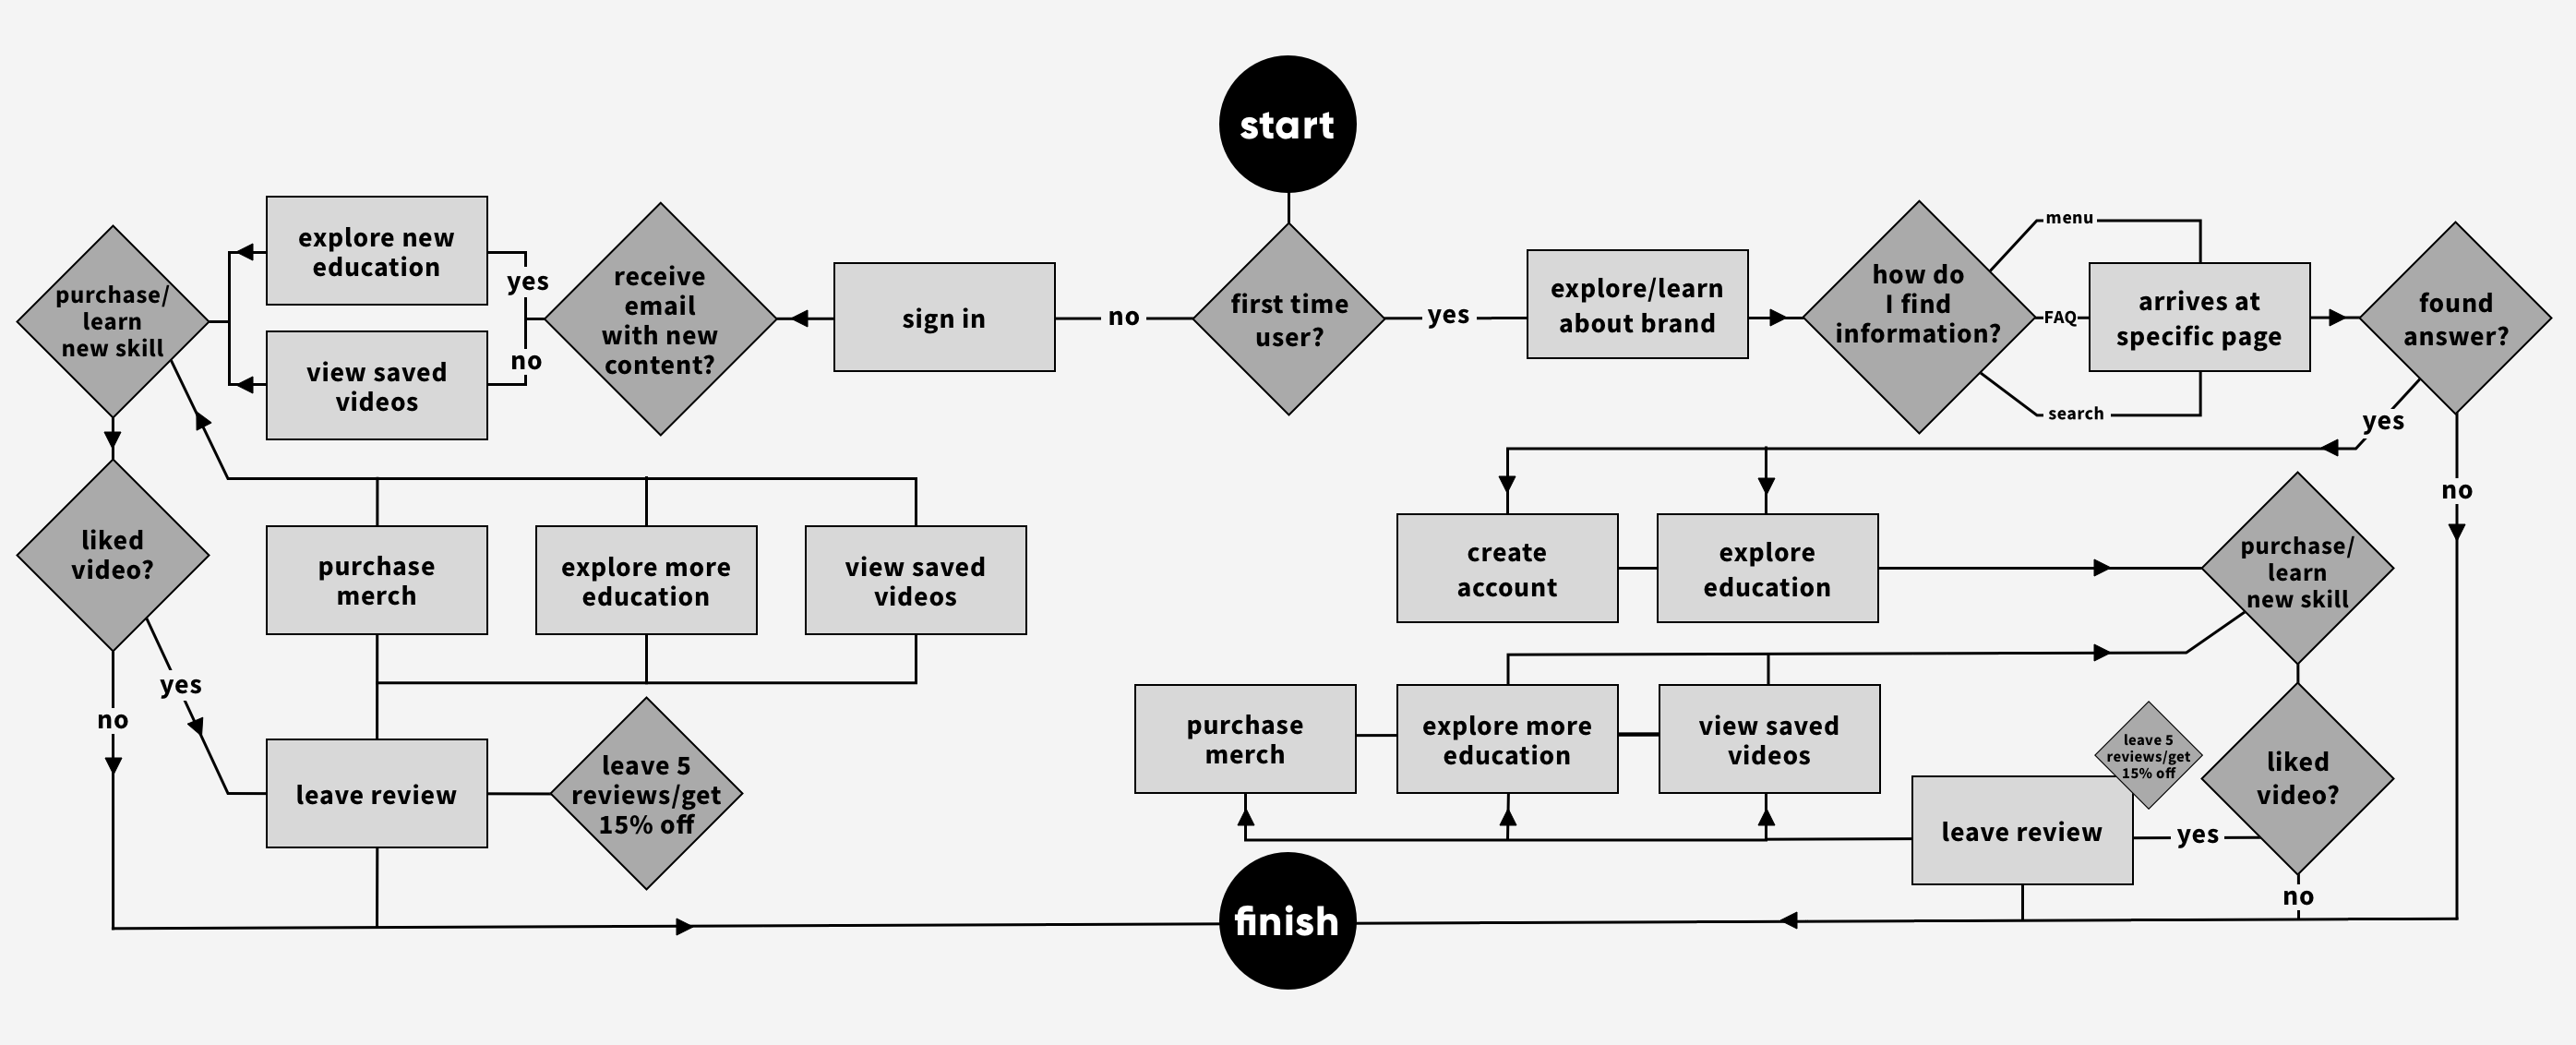 start
explore new
education
yes
no
view saved
videos
purchase/
learn
new skill
receive
email
with new
content?
sign in
no
first time
user?
yes
explore/learn
about brand
how do
I find
information?
menu
FAQ
search
arrives at
specific page
found
answer?
yes
no
liked
video?
purchase
merch
explore more
education
view saved
videos
create
account
explore
education
purchase/
learn
new skill
yes
no
leave review
leave 5
reviews/get
15% off
purchase
merch
explore more
education
view saved
videos
leave 5
reviews/get
15% off
liked
video?
leave review
yes
no
finish